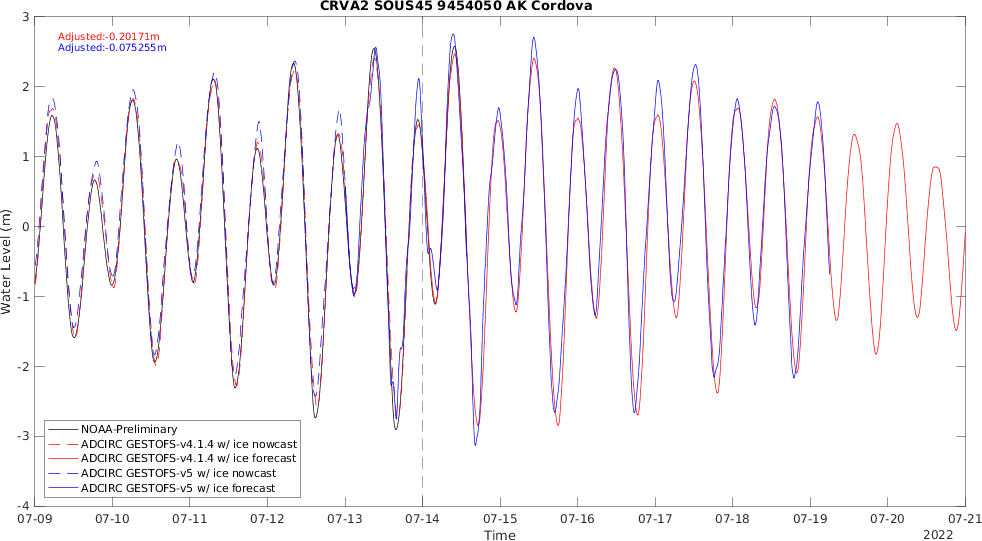 CRVA2 SOUS45 9454050 AK Cordova
Adjusted:-0.20171m
Adjusted:-0.075255m
3
2
1
0
-1
-2
-3
-4
Water Level (m)
NOAA-Preliminary
ADCIRC GESTOFS-v4.1.4 w/ ice nowcast
ADCIRC GESTOFS-v4.1.4 w/ ice forecast
ADCIRC GESTOFS-v5 w/ ice nowcast
ADCIRC GESTOFS-v5 w/ ice forecast
07-09 07-10 07-11 07-12 07-13 07-14 07-15 07-16 07-17 07-18 07-19 07-20 07-21
Time
2022